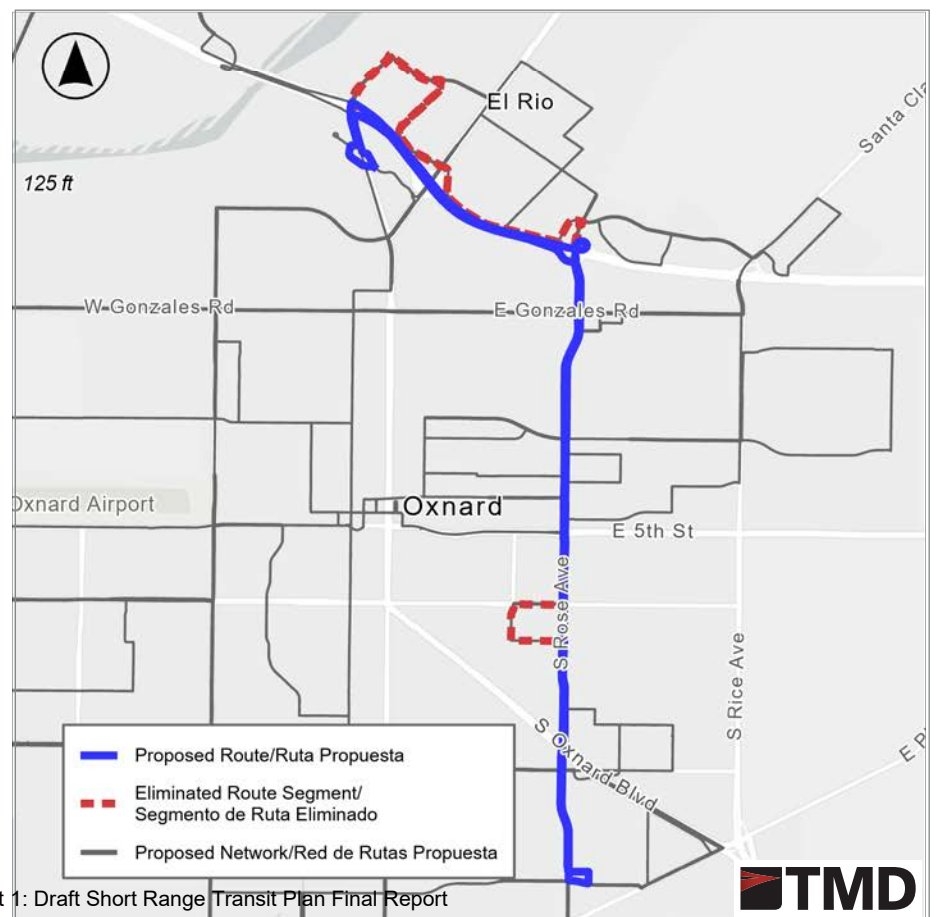 El Rio
Santa Cla
125 ft
W Gonzales Rd
E Gonzales Rd
Oxnard Airport
Oxnard
E 5th St
S Rose Ave
S Rice Ave
S Oxnard Blvd
E P
Proposed Route/Ruta Propuesta
Eliminated Route Segment/
Segmento de Ruta Eliminado
Proposed Network/Red de Rutas Propuesta
t 1: Draft Short Range Transit Plan Final Report
TMD